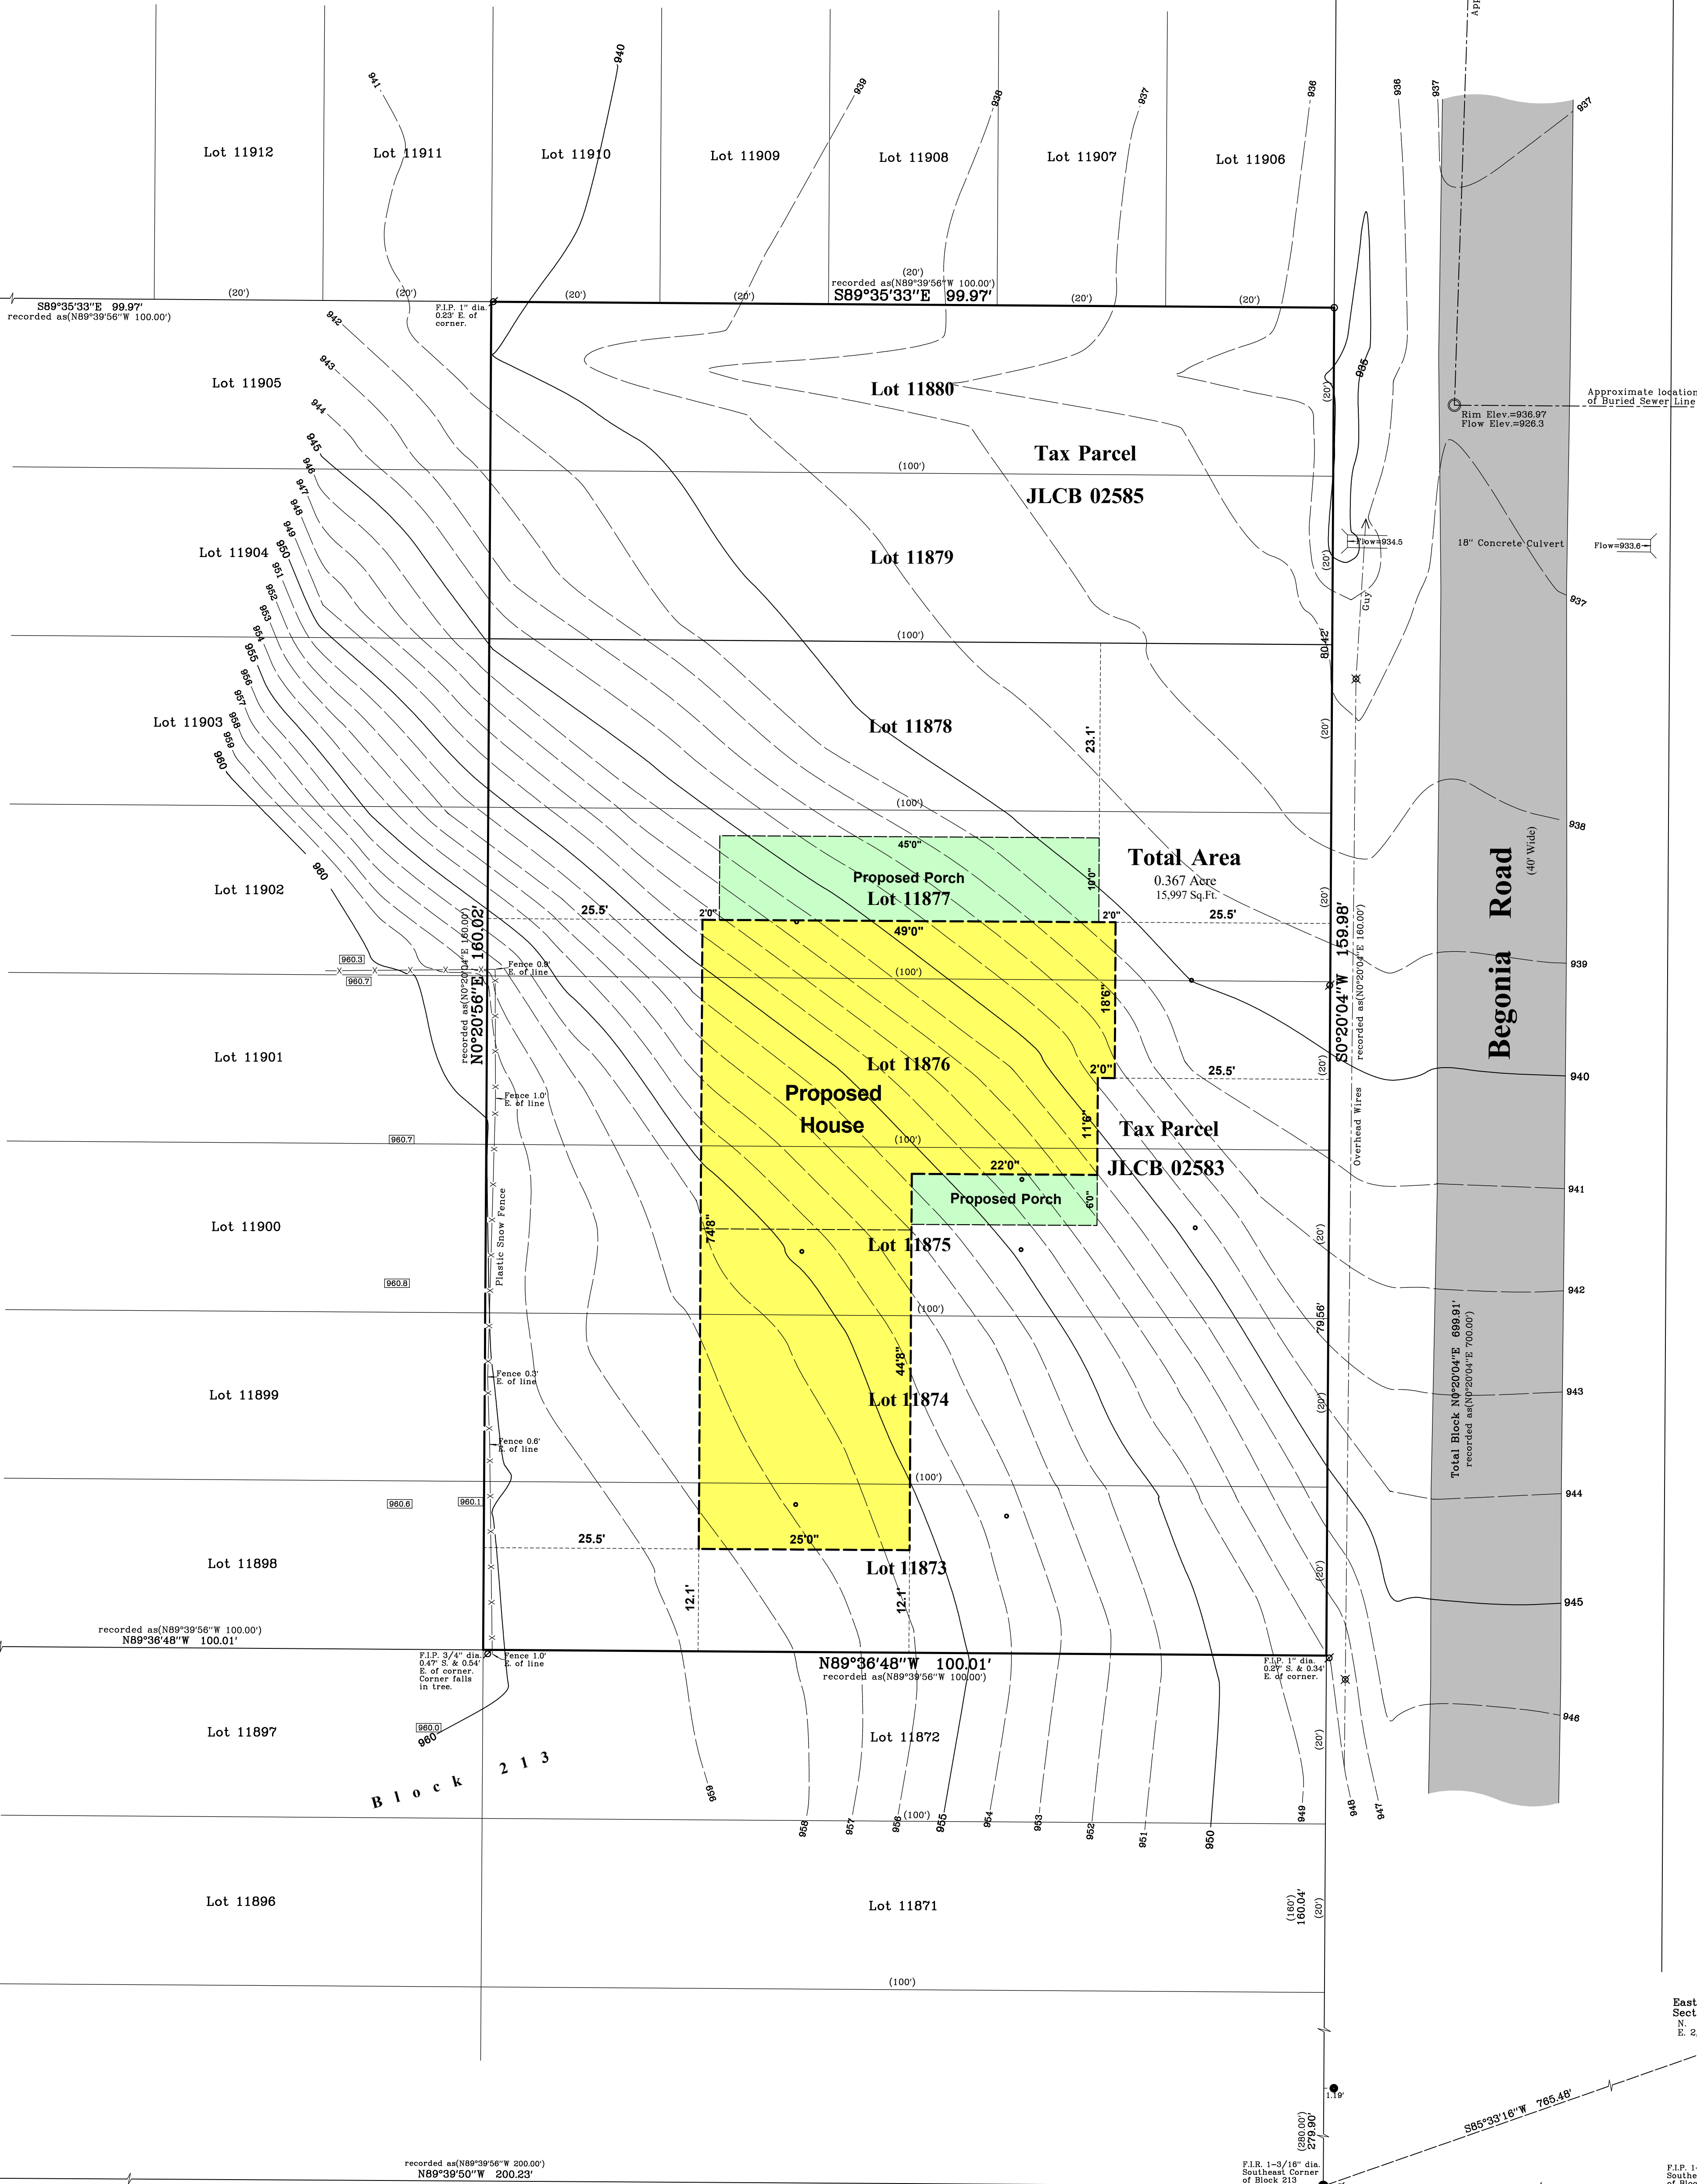 App
941
940
939
938
937
936
936
937
937
Lot 11912
Lot 11911
Lot 11910
Lot 11909
Lot 11908
Lot 11907
Lot 11906
(20')
(20')
(20')
(20')
(20')
recorded as(N89°39'56"W 100.00')
S89°35'33"E 99.97'
(20')
(20')
S89°35'33"E 99.97'
recorded as(N89°39'56"W 100.00')
F.I.P. 1" dia.
0.23' E. of
corner.
942
943
944
945
946
947
948
949
950
951
952
953
954
955
956
957
958
959
960
Lot 11905
Lot 11904
Lot 11903
Lot 11902
Lot 11901
Lot 11900
Lot 11899
Lot 11898
Lot 11897
Lot 11896
Lot 11880
Tax Parcel
JLCB 02585
(100')
Lot 11879
(100')
Lot 11878
(100')
935
(20')
(20')
80.42'
(20')
(20')
(20')
(20')
79.56'
(20')
(20')
(20')
(20')
Approximate location
of Buried Sewer Line
Rim Elev.=936.97
Flow Elev.=926.3
Flow=934.5
18" Concrete Culvert
Flow=933.6
Guy
937
938
939
940
941
942
943
944
945
946
23.1'
45'0"
Proposed Porch
10'0"
Lot 11877
Total Area
0.367 Acre
15,997 Sq.Ft.
25.5'
2'0"
49'0"
2'0"
25.5'
(100')
18'6"
Lot 11876
2'0"
25.5'
Proposed
House
11'6"
(100')
Tax Parcel
JLCB 02583
22'0"
Proposed Porch
6'0"
74'8"
Lot 11875
(100')
44'8"
Lot 11874
(100')
25.5'
25'0"
Lot 11873
12.1'
12.1'
recorded as(N0°20'04"E 160.00')
N0°20'56"E 160.02'
S0°20'04"W 159.98'
recorded as(N0°20'04"E 160.00')
Overhead Wires
Begonia Road
(40' Wide)
Total Block N0°20'04"E 699.91'
recorded as(N0°20'04"E 700.00')
960
960.3
960.7
Fence 0.9'
E. of line
Fence 1.0'
E. of line
960.7
Plastic Snow Fence
960.8
Fence 0.3'
E. of line
Fence 0.6'
E. of line
960.6
960.1
recorded as(N89°39'56"W 100.00')
N89°36'48"W 100.01'
F.I.P. 3/4" dia.
0.47' S. & 0.54'
E. of corner.
Corner falls
in tree.
Fence 1.0'
E. of line
N89°36'48"W 100.01'
recorded as(N89°39'56"W 100.00')
F.I.P. 1" dia.
0.27' S. & 0.34'
E. of corner.
960.0
960
Block 213
Lot 11872
959
958
957
956
(100')
955
954
953
952
951
950
949
948
947
Lot 11871
(160')
160.04'
(20')
(100')
East
Sect
N.
E. 2,
1.19'
S85°33'16"W 765.48'
(280.00')
279.90'
recorded as(N89°39'56"W 200.00')
N89°39'50"W 200.23'
F.I.R. 1-3/16" dia.
Southeast Corner
of Block 213
F.I.P. 1-